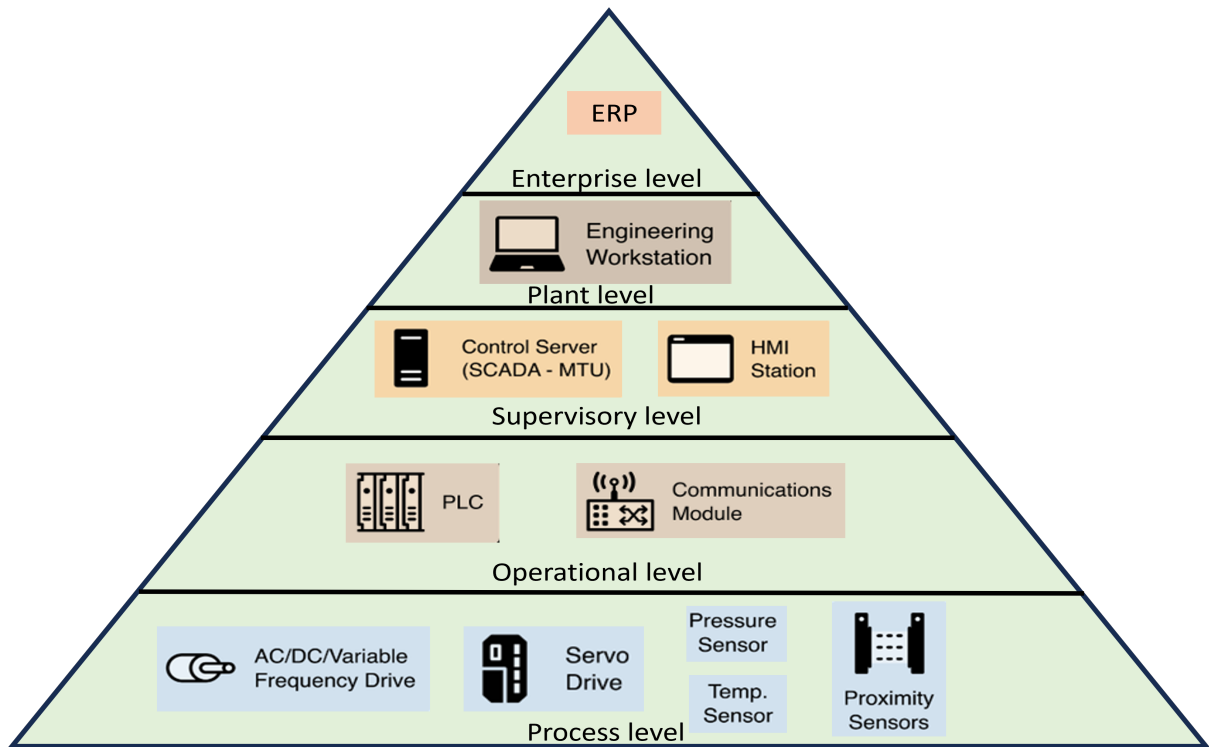 ERP
Enterprise level
Engineering
Workstation
Plant level
Control Server
(SCADA - MTU)
HMI
Station
Supervisory level
PLC
Communications
Module
Operational level
AC/DC/Variable
Frequency Drive
Servo
Drive
Pressure
Sensor
Temp.
Sensor
Proximity
Sensors
Process level